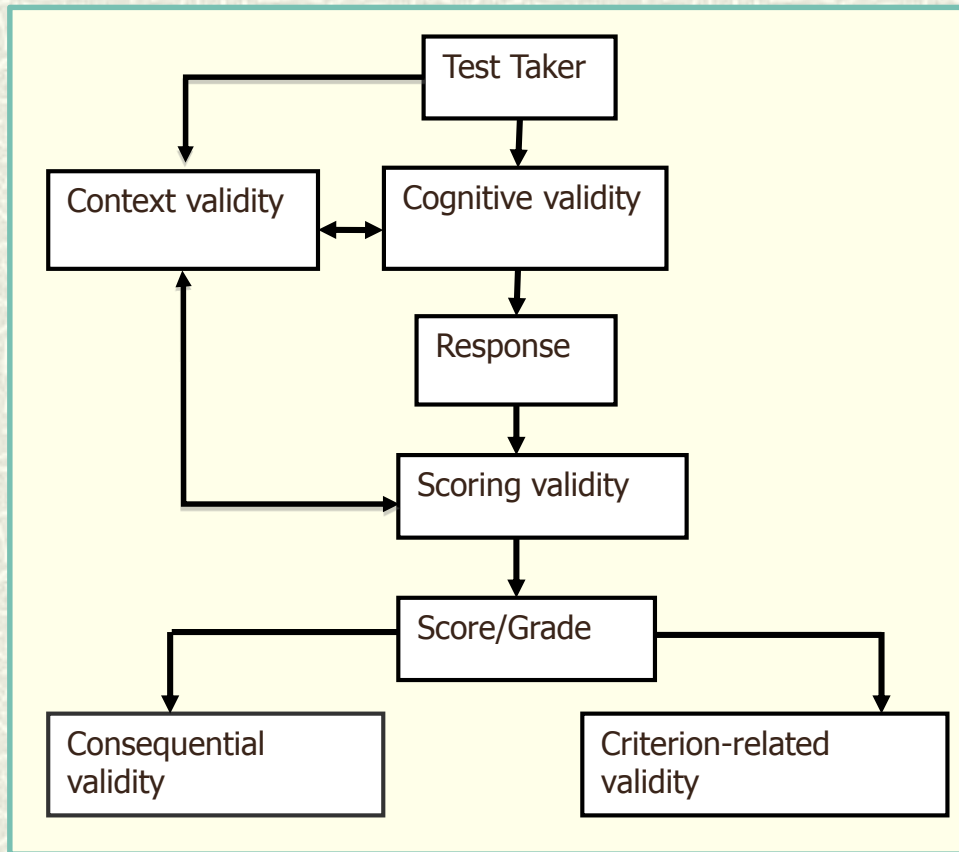 Test Taker
Context validity
Cognitive validity
Response
Scoring validity
Score/Grade
Consequential
validity
Criterion-related
validity